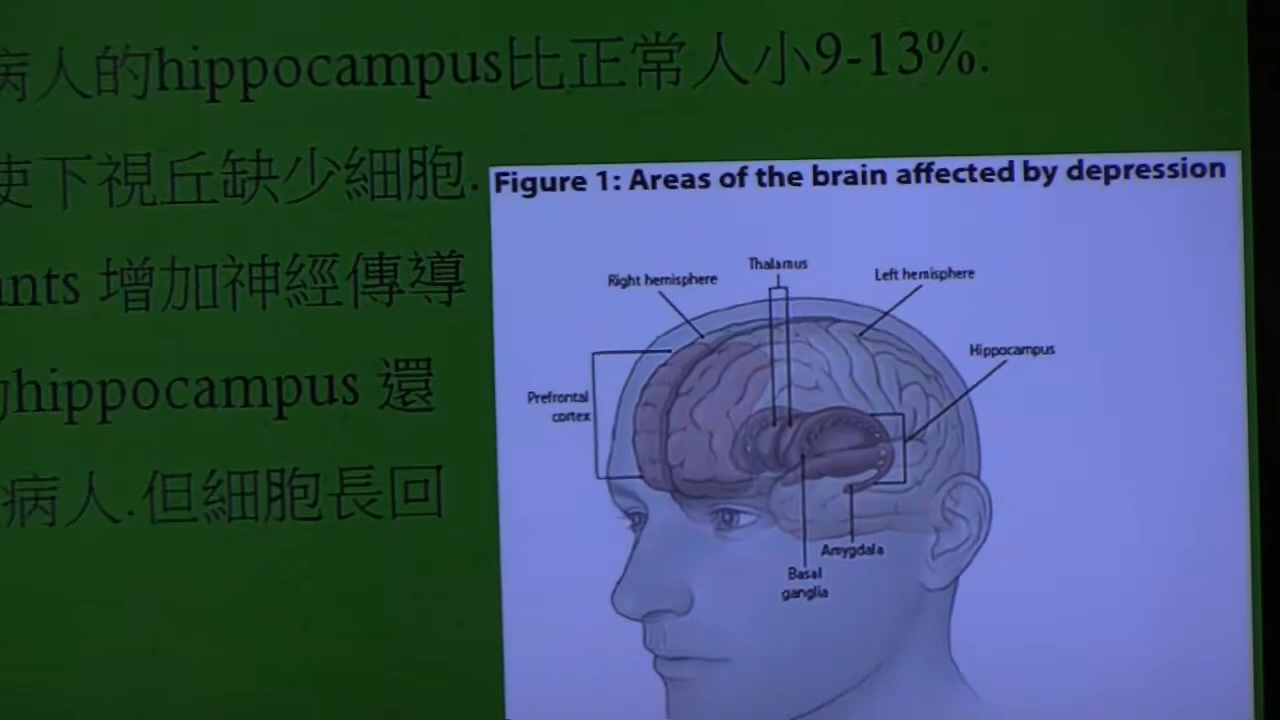 病人的hippocampus比正常人小9-13%.
使下視丘缺少細胞.
ants 增加神經傳導
hippocampus 還
病人.但細胞長回
Figure 1: Areas of the brain affected by depression
Thalamus
Right hemisphere
Left hemisphere
Hippocampus
Prefrontal
cortex
Amygdala
Basal
ganglia